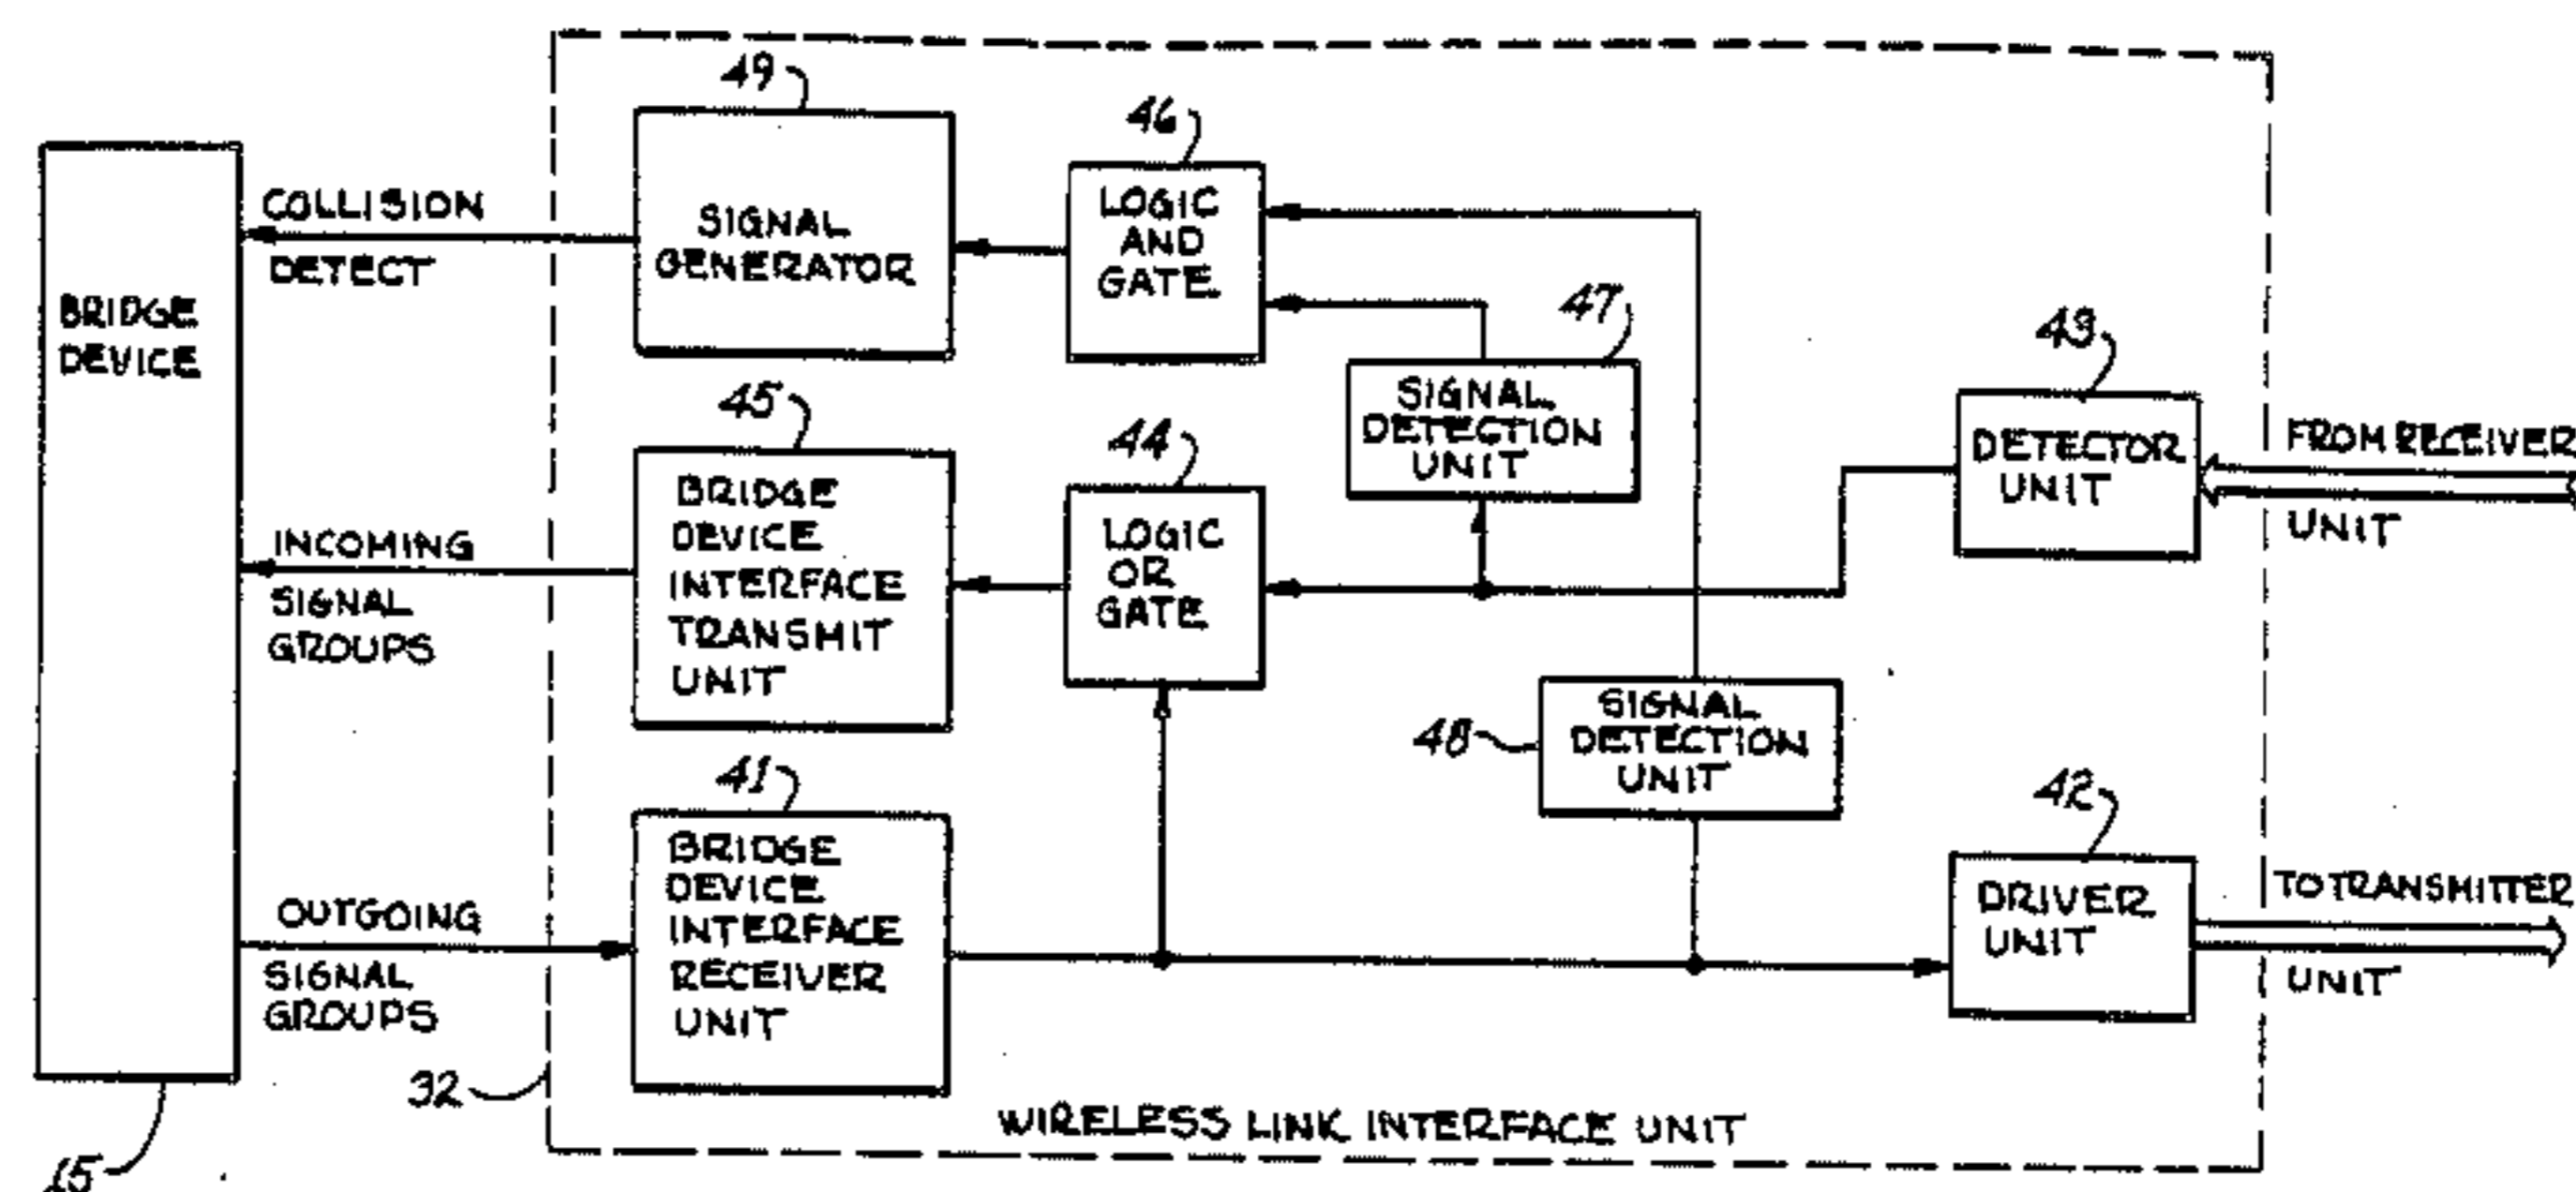 49
46
COLLISION
DETECT
SIGNAL
GENERATOR
LOGIC
AND
GATE
47
43
BRIDGE
DEVICE
SIGNAL
DETECTION
UNIT
45
44
DETECTOR
UNIT
FROM RECEIVER
UNIT
INCOMING
SIGNAL
GROUPS
BRIDGE
DEVICE
INTERFACE
TRANSMIT
UNIT
LOGIC
OR
GATE
48
SIGNAL
DETECTION
UNIT
41
42
OUTGOING
SIGNAL
GROUPS
BRIDGE
DEVICE
INTERFACE
RECEIVER
UNIT
DRIVER
UNIT
TO TRANSMITTER
UNIT
32
WIRELESS LINK INTERFACE UNIT
15